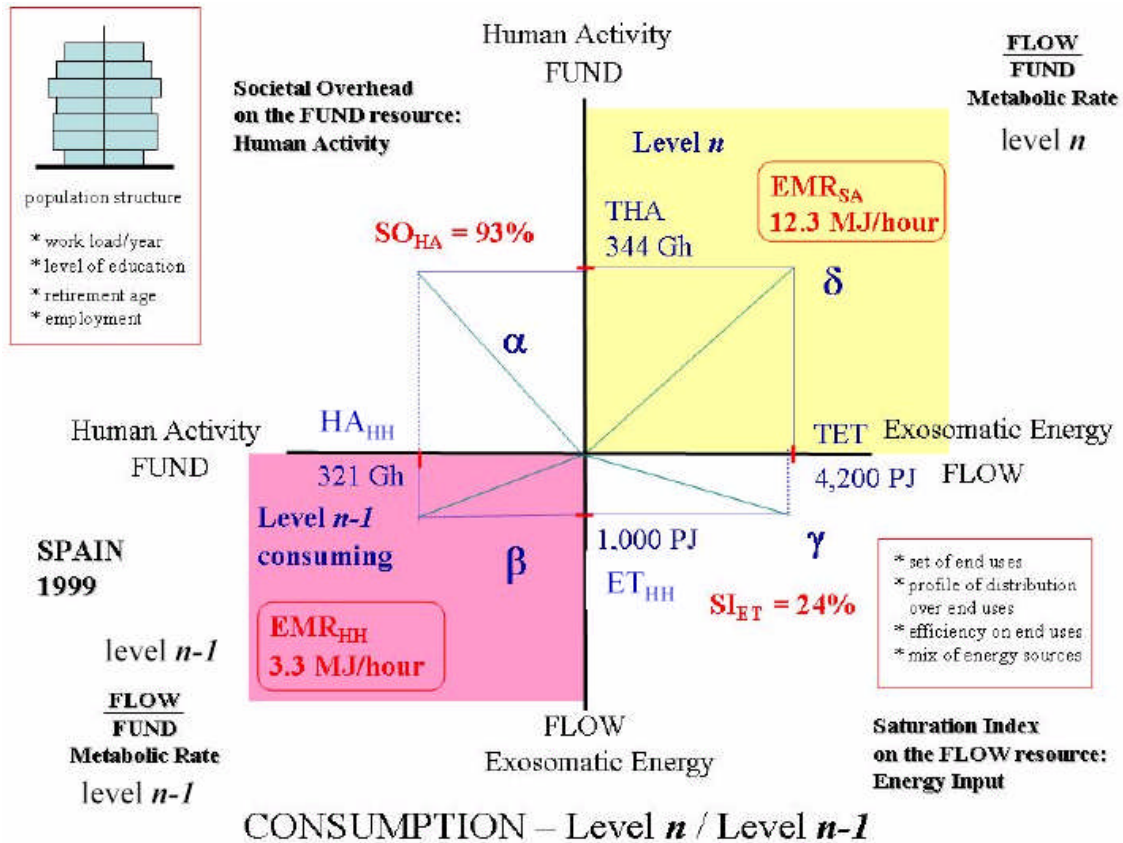 Human Activity
FUND
FLOW
FUND
Metabolic Rate
level n
Societal Overhead
on the FUND resource:
Human Activity
population structure
* work load/year
* level of education
* retirement age
* employment
Level n
EMR_SA
12.3 MJ/hour
THA
344 Gh
SO_HA = 93%
δ
α
HA_HH
Human Activity
FUND
321 Gh
TET
Exosomatic Energy
4,200 PJ
FLOW
Level n-1
consuming
β
1,000 PJ
ET_HH
γ
SI_ET = 24%
SPAIN
1999
* set of end uses
* profile of distribution
over end uses
* efficiency on end uses
* mix of energy sources
EMR_HH
3.3 MJ/hour
level n-1
FLOW
FUND
Metabolic Rate
level n-1
FLOW
Exosomatic Energy
Saturation Index
on the FLOW resource:
Energy Input
CONSUMPTION – Level n / Level n-1